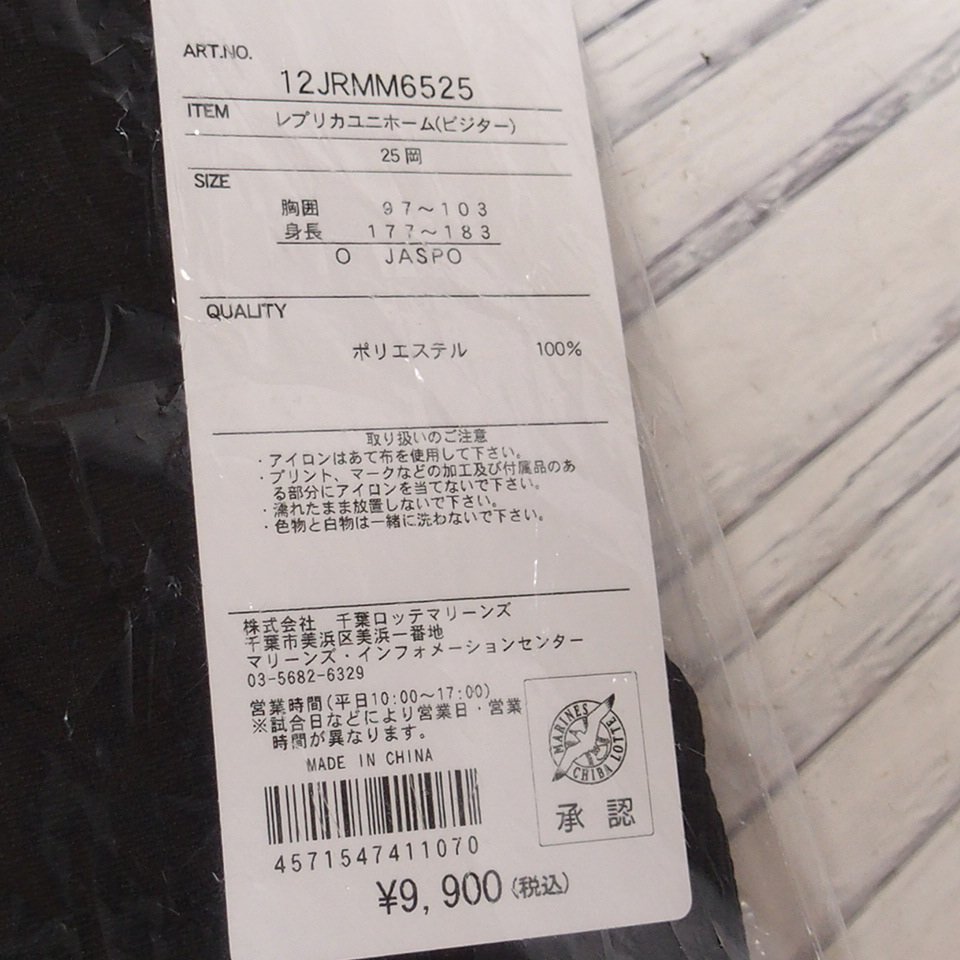 ART.NO.
12JRMM6525
ITEM レプリカユニホーム(ビジター)
25岡
SIZE
胸囲 97～103
身長 177～183
O JASPO
QUALITY
ポリエステル 100%
取り扱いのご注意
・アイロンはあて布を使用して下さい。
・プリント、マークなどの加工及び付属品のあ
る部分にアイロンを当てないで下さい。
・濡れたまま放置しないで下さい。
・色物と白物は一緒に洗わないで下さい。
株式会社 千葉ロッテマリーンズ
千葉市美浜区美浜一番地
マリーンズ・インフォメーションセンター
03-5682-6329
営業時間(平日10:00～17:00)
※試合日などにより営業日・営業
時間が異なります。
MADE IN CHINA
MARINES
CHIBA LOTTE
承認
4571547411070
¥9,900(税込)